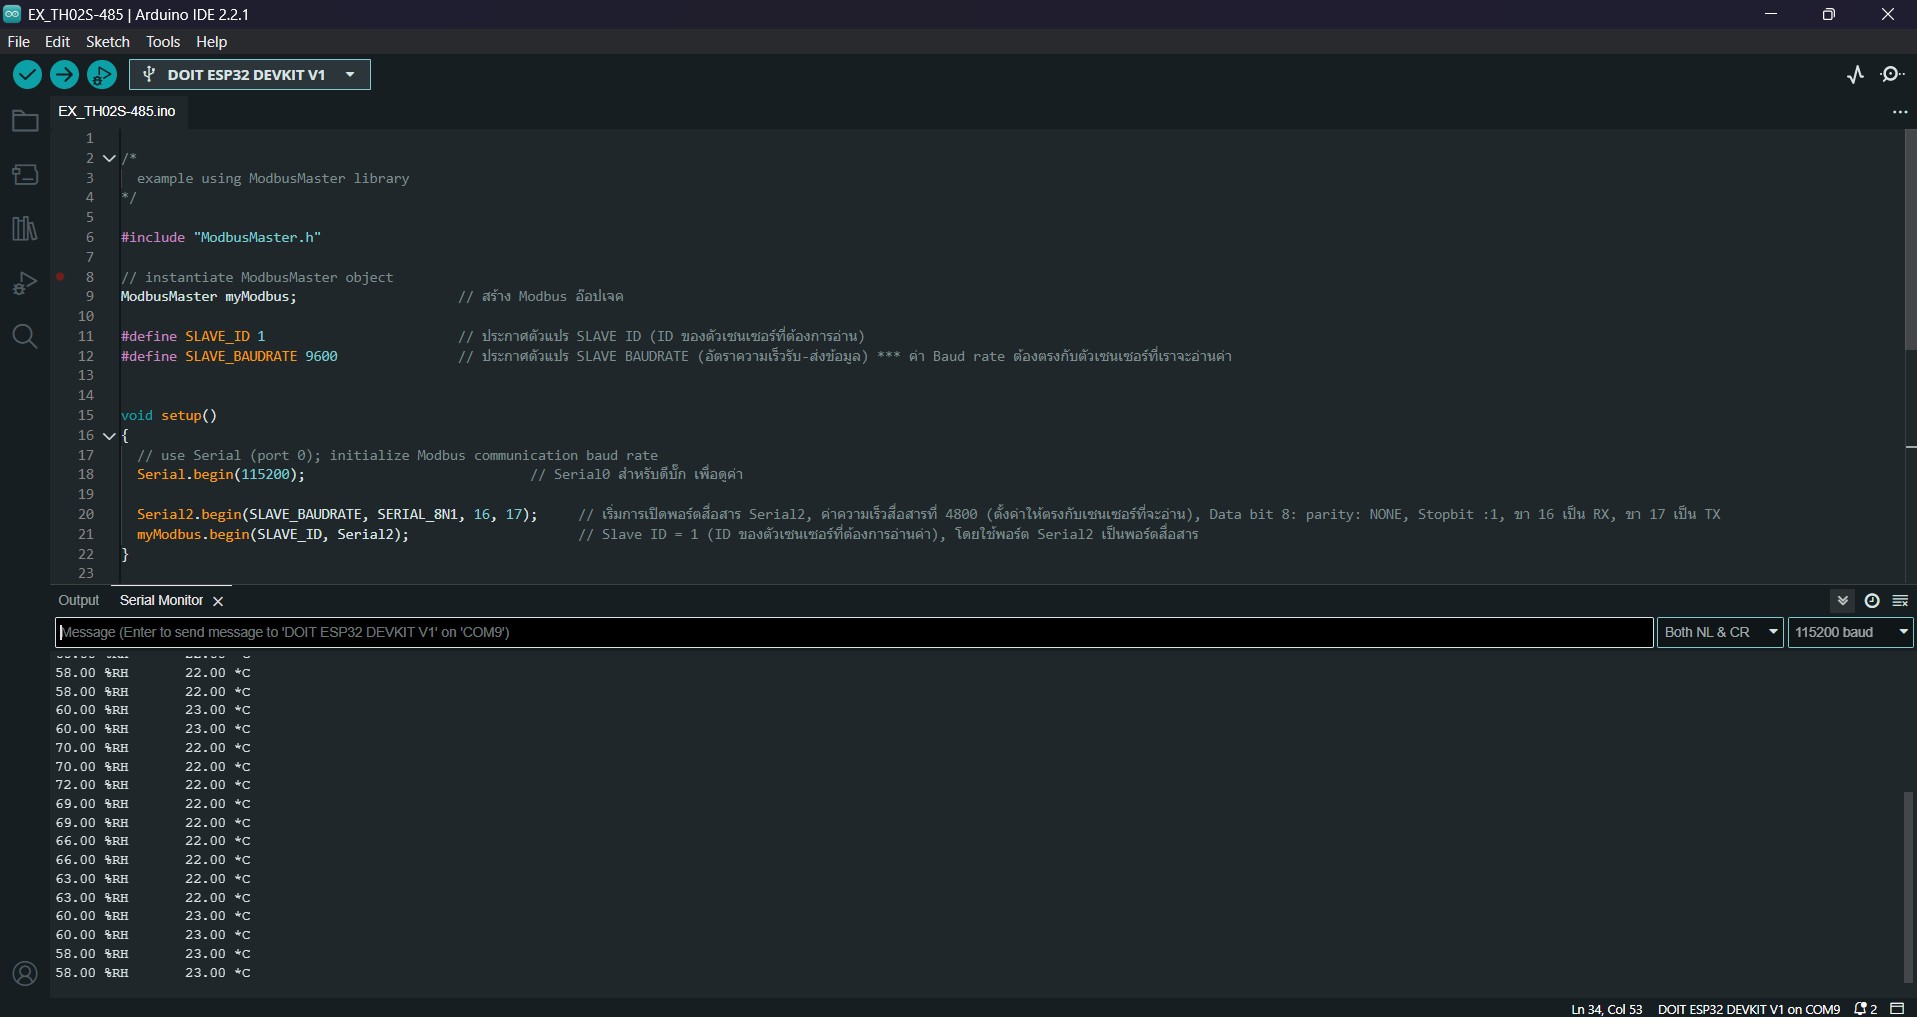 EX_TH02S-485 | Arduino IDE 2.2.1
File Edit Sketch Tools Help
DOIT ESP32 DEVKIT V1
EX_TH02S-485.ino
1
2 /*
3 example using ModbusMaster library
4 */
5
6 #include "ModbusMaster.h"
7
8 // instantiate ModbusMaster object
9 ModbusMaster myModbus; // สร้าง Modbus อ๊อปเจค
10
11 #define SLAVE_ID 1 // ประกาศตัวแปร SLAVE ID (ID ของตัวเซนเซอร์ที่ต้องการอ่าน)
12 #define SLAVE_BAUDRATE 9600 // ประกาศตัวแปร SLAVE BAUDRATE (อัตราความเร็วรับ-ส่งข้อมูล) *** ค่า Baud rate ต้องตรงกับตัวเซนเซอร์ที่เราจะอ่านค่า
13
14
15 void setup()
16 {
17 // use Serial (port 0); initialize Modbus communication baud rate
18 Serial.begin(115200); // Serial0 สำหรับดีบั๊ก เพื่อดูค่า
19
20 Serial2.begin(SLAVE_BAUDRATE, SERIAL_8N1, 16, 17); // เริ่มการเปิดพอร์ตสื่อสาร Serial2, ค่าความเร็วสื่อสารที่ 4800 (ตั้งค่าให้ตรงกับเซนเซอร์ที่จะอ่าน), Data bit 8: parity: NONE, Stopbit :1, ขา 16 เป็น RX, ขา 17 เป็น TX
21 myModbus.begin(SLAVE_ID, Serial2); // Slave ID = 1 (ID ของตัวเซนเซอร์ที่ต้องการอ่านค่า), โดยใช้พอร์ต Serial2 เป็นพอร์ตสื่อสาร
22 }
23
Output Serial Monitor
Message (Enter to send message to 'DOIT ESP32 DEVKIT V1' on 'COM9') Both NL & CR 115200 baud
58.00 %RH 22.00 *C
58.00 %RH 22.00 *C
60.00 %RH 23.00 *C
60.00 %RH 23.00 *C
70.00 %RH 22.00 *C
70.00 %RH 22.00 *C
72.00 %RH 22.00 *C
69.00 %RH 22.00 *C
69.00 %RH 22.00 *C
66.00 %RH 22.00 *C
66.00 %RH 22.00 *C
63.00 %RH 22.00 *C
63.00 %RH 22.00 *C
60.00 %RH 23.00 *C
60.00 %RH 23.00 *C
58.00 %RH 23.00 *C
58.00 %RH 23.00 *C
Ln 34, Col 53 DOIT ESP32 DEVKIT V1 on COM9 2